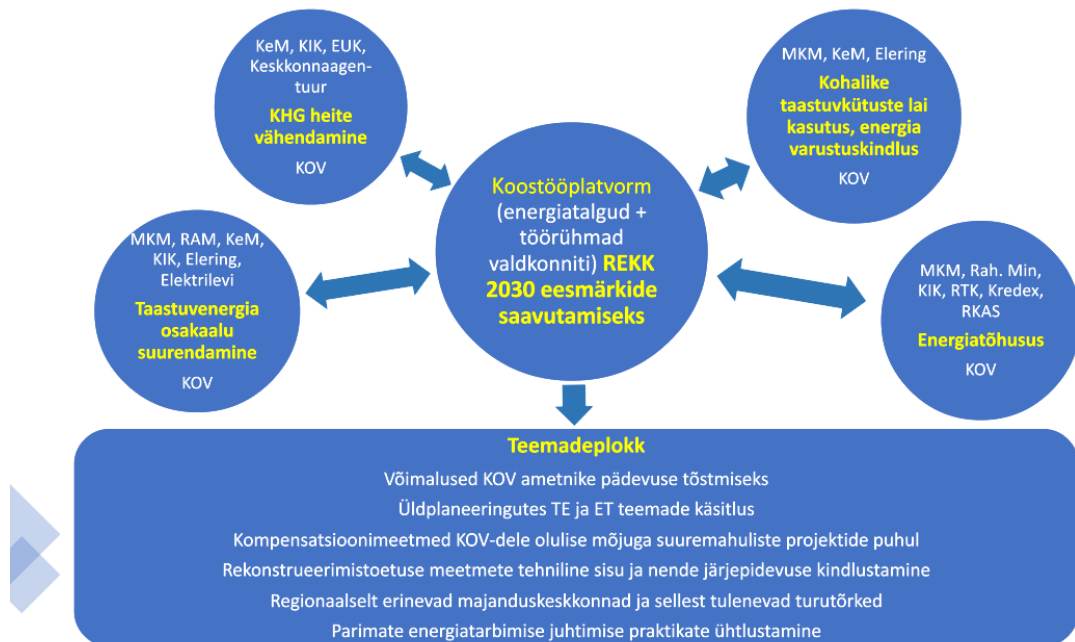 KeM, KIK, EUK,
Keskkonnaagen-
tuur
KHG heite
vähendamine
KOV
MKM, KeM, Elering
Kohalike
taastuvkütuste lai
kasutus, energia
varustuskindlus
KOV
Koostööplatvorm
(energiatalgud +
töörühmad
valdkonniti) REKK
2030 eesmärkide
saavutamiseks
MKM, RAM, KeM,
KIK, Elering,
Elektrilevi
Taastuvenergia
osakaalu
suurendamine
KOV
MKM, Rah. Min,
KIK, RTK, Kredex,
RKAS
Energiatõhusus
KOV
Teemadeplokk
Võimalused KOV ametnike pädevuse tõstmiseks
Üldplaneeringutes TE ja ET teemade käsitlus
Kompensatsioonimeetmed KOV-dele olulise mõjuga suuremahuliste projektide puhul
Rekonstrueerimistoetuse meetmete tehniline sisu ja nende järjepidevuse kindlustamine
Regionaalselt erinevad majanduskeskkonnad ja sellest tulenevad turutõrked
Parimate energiatarbimise juhtimise praktikate ühtlustamine